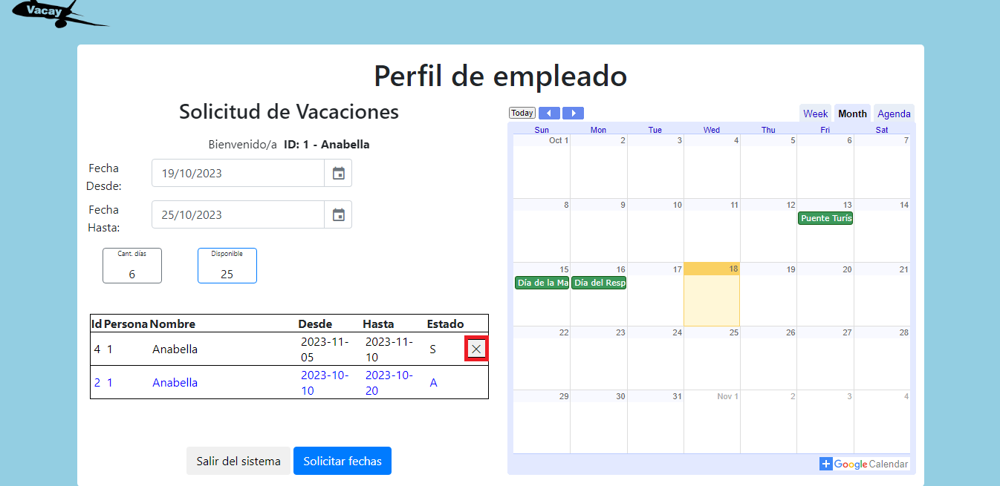 Vacay
Perfil de empleado
Solicitud de Vacaciones
Bienvenido/a ID: 1 - Anabella
Fecha
Desde:
19/10/2023
Fecha
Hasta:
25/10/2023
Cant. días
6
Disponible
25
Id Persona Nombre Desde Hasta Estado
4 1 Anabella 2023-11-05 2023-11-10 S
2 1 Anabella 2023-10-10 2023-10-20 A
Salir del sistema
Solicitar fechas
Today
Week Month Agenda
Sun Mon Tue Wed Thu Fri Sat
Oct 1 2 3 4 5 6 7
8 9 10 11 12 13 14
Puente Turís
15 16 17 18 19 20 21
Día de la Ma Día del Resp
22 23 24 25 26 27 28
29 30 31 Nov 1 2 3 4
Google Calendar